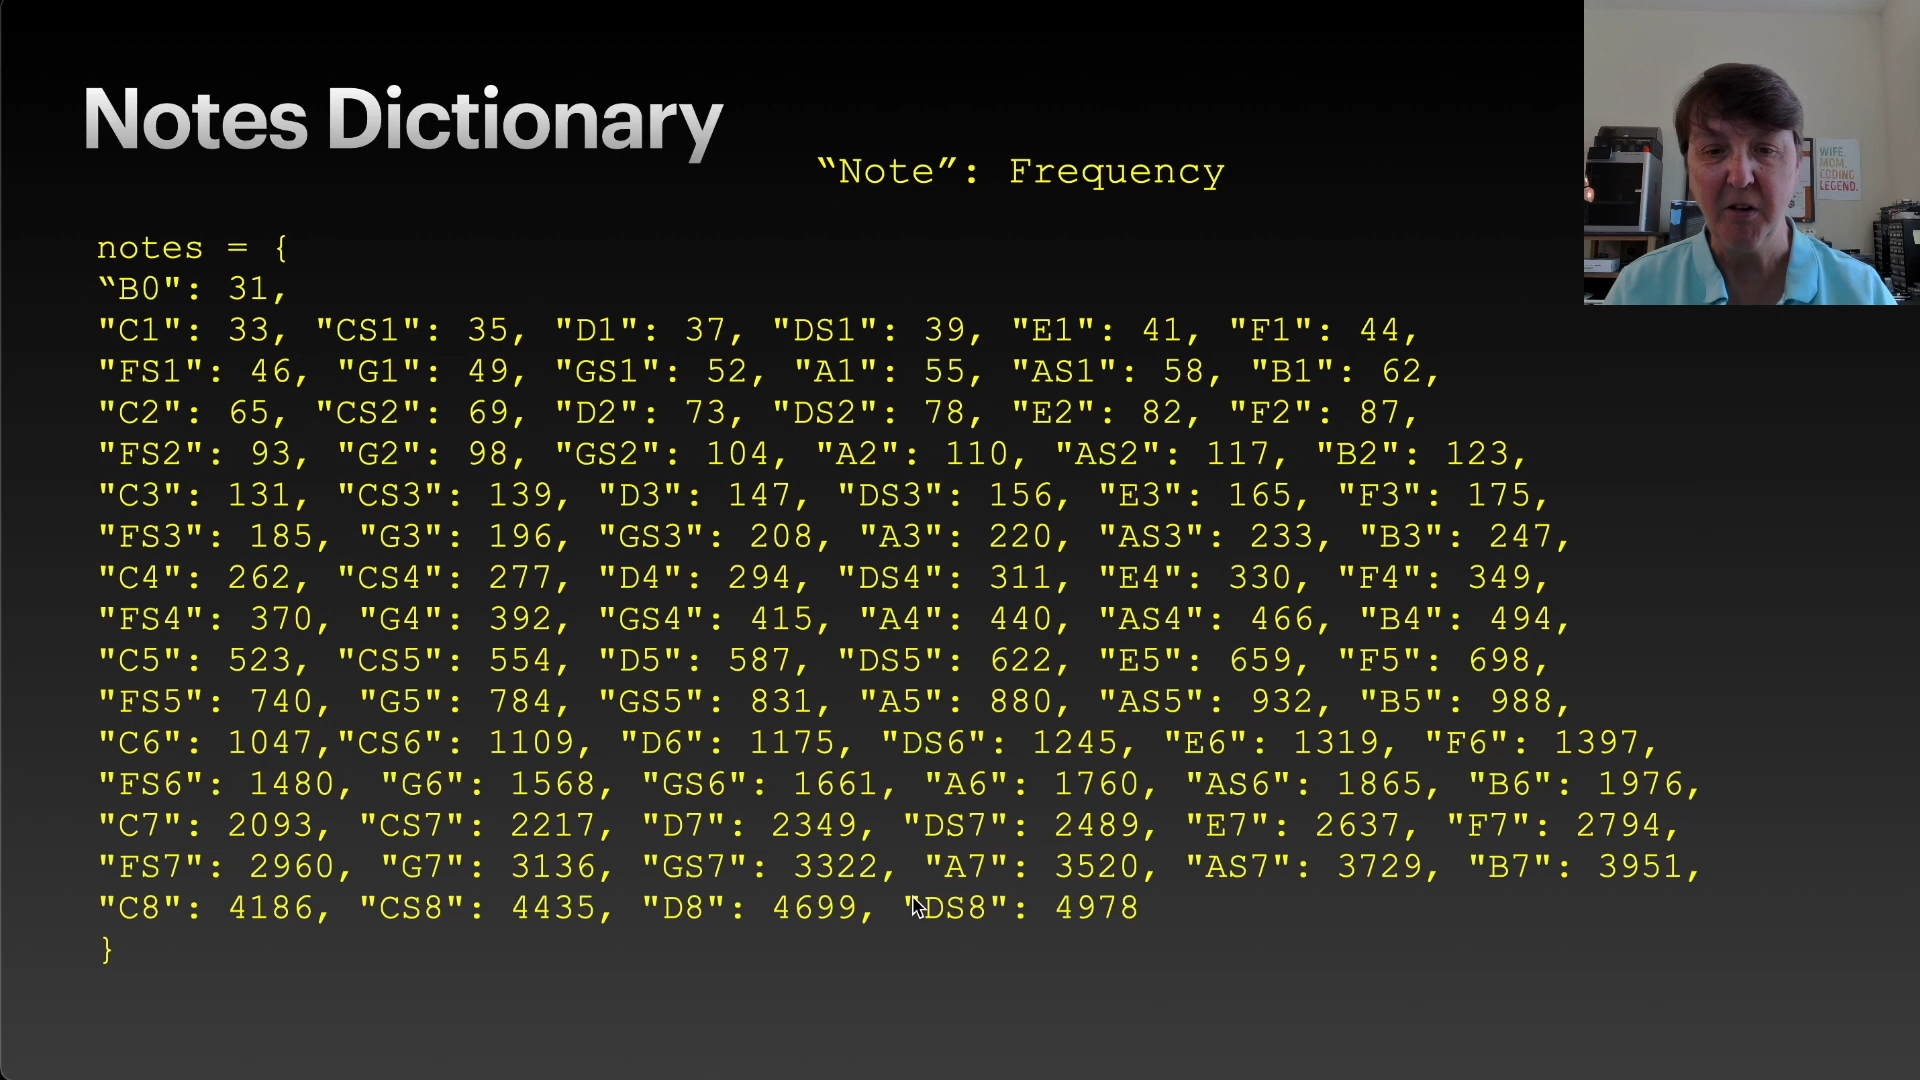 Notes Dictionary
“Note”: Frequency
WIFE.
MOM.
CODING
LEGEND.
notes = {
“B0": 31,
"C1": 33, "CS1": 35, "D1": 37, "DS1": 39, "E1": 41, "F1": 44,
"FS1": 46, "G1": 49, "GS1": 52, "A1": 55, "AS1": 58, "B1": 62,
"C2": 65, "CS2": 69, "D2": 73, "DS2": 78, "E2": 82, "F2": 87,
"FS2": 93, "G2": 98, "GS2": 104, "A2": 110, "AS2": 117, "B2": 123,
"C3": 131, "CS3": 139, "D3": 147, "DS3": 156, "E3": 165, "F3": 175,
"FS3": 185, "G3": 196, "GS3": 208, "A3": 220, "AS3": 233, "B3": 247,
"C4": 262, "CS4": 277, "D4": 294, "DS4": 311, "E4": 330, "F4": 349,
"FS4": 370, "G4": 392, "GS4": 415, "A4": 440, "AS4": 466, "B4": 494,
"C5": 523, "CS5": 554, "D5": 587, "DS5": 622, "E5": 659, "F5": 698,
"FS5": 740, "G5": 784, "GS5": 831, "A5": 880, "AS5": 932, "B5": 988,
"C6": 1047,"CS6": 1109, "D6": 1175, "DS6": 1245, "E6": 1319, "F6": 1397,
"FS6": 1480, "G6": 1568, "GS6": 1661, "A6": 1760, "AS6": 1865, "B6": 1976,
"C7": 2093, "CS7": 2217, "D7": 2349, "DS7": 2489, "E7": 2637, "F7": 2794,
"FS7": 2960, "G7": 3136, "GS7": 3322, "A7": 3520, "AS7": 3729, "B7": 3951,
"C8": 4186, "CS8": 4435, "D8": 4699, "DS8": 4978
}